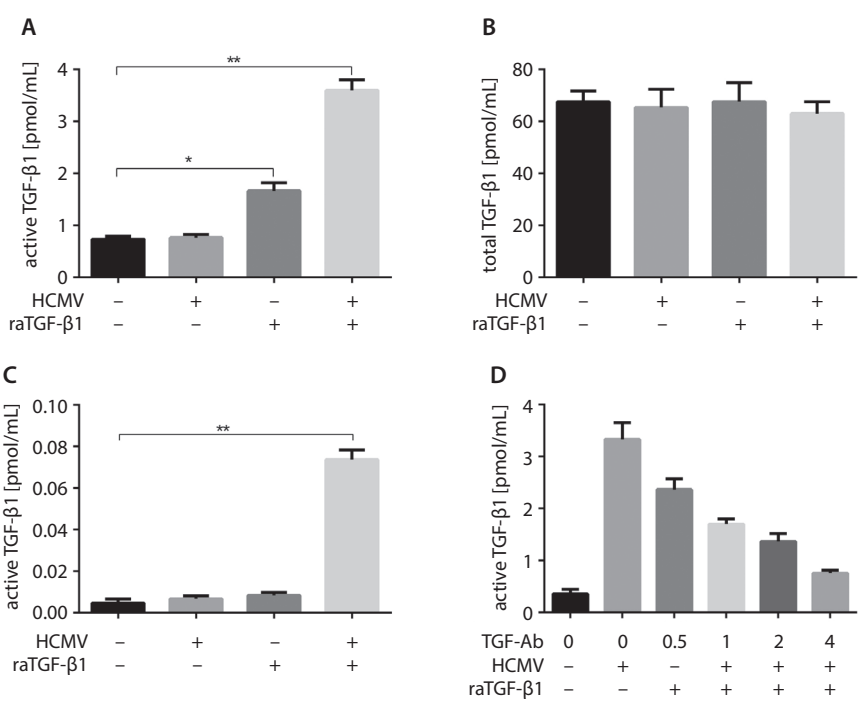 A
active TGF-β1 [pmol/mL]
4
3
2
1
0
**
*
HCMV – + – +
raTGF-β1 – – + +
B
total TGF-β1 [pmol/mL]
80
60
40
20
0
HCMV – + – +
raTGF-β1 – – + +
C
active TGF-β1 [pmol/mL]
0.10
0.08
0.06
0.04
0.02
0.00
**
HCMV – + – +
raTGF-β1 – – + +
D
active TGF-β1 [pmol/mL]
4
3
2
1
0
TGF-Ab 0 0 0.5 1 2 4
HCMV – + – + + +
raTGF-β1 – – + + + +